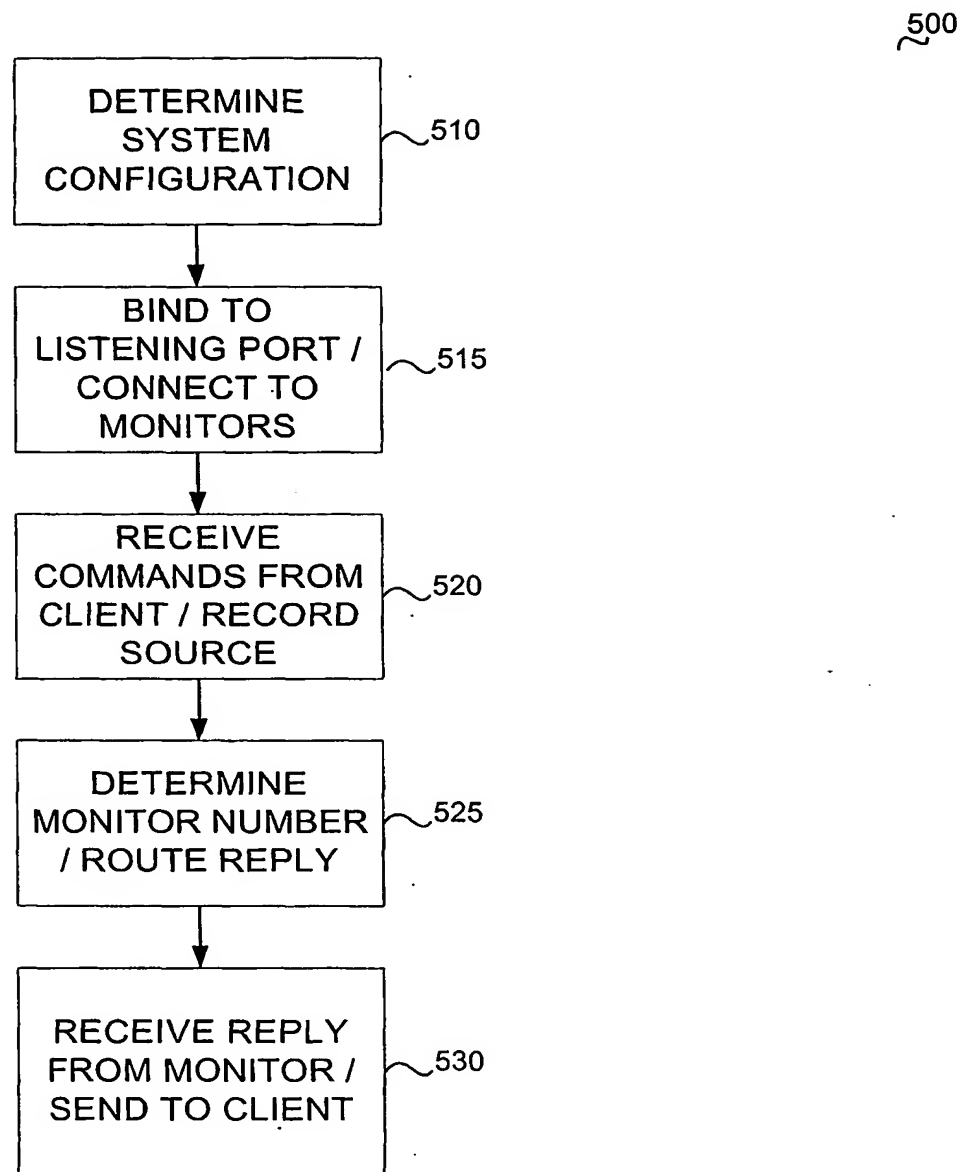 500
DETERMINE
SYSTEM
CONFIGURATION
510
BIND TO
LISTENING PORT /
CONNECT TO
MONITORS
515
RECEIVE
COMMANDS FROM
CLIENT / RECORD
SOURCE
520
DETERMINE
MONITOR NUMBER
/ ROUTE REPLY
525
RECEIVE REPLY
FROM MONITOR /
SEND TO CLIENT
530